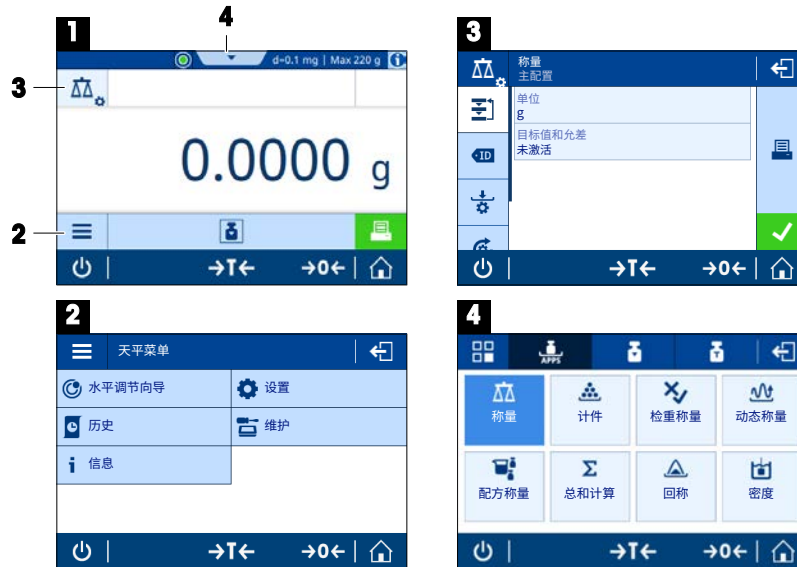 1
4
d=0.1 mg | Max 220 g
3
0.0000 g
2
→T←
→0←
3
称量
主配置
单位
g
目标值和允差
ID
未激活
→T←
→0←
2
天平菜单
水平调节向导
设置
历史
维护
信息
→T←
→0←
4
APPS
T
称量
计件
检重称量
动态称量
配方称量
总和计算
回称
密度
→T←
→0←